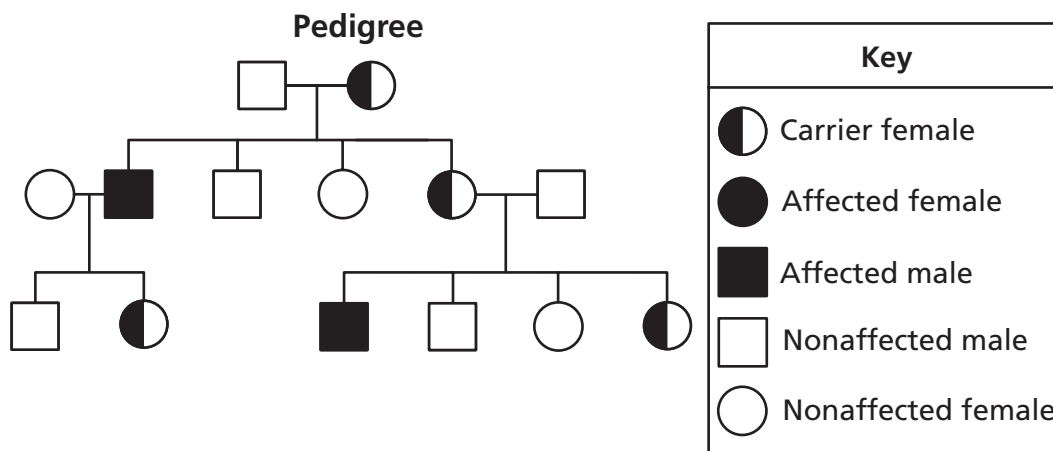 Pedigree
Key
Carrier female
Affected female
Affected male
Nonaffected male
Nonaffected female